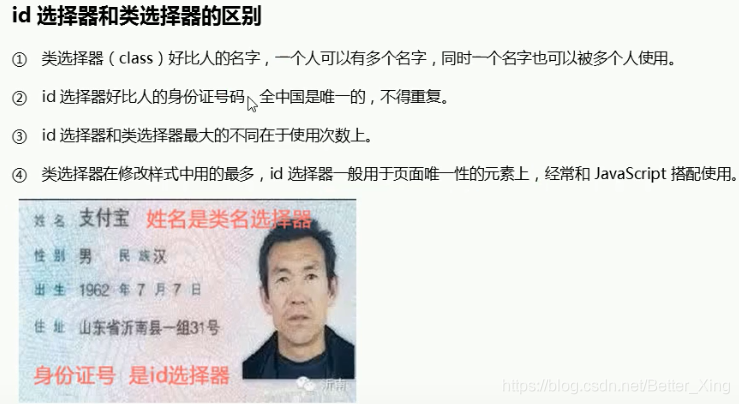 id 选择器和类选择器的区别
① 类选择器（class）好比人的名字，一个人可以有多个名字，同时一个名字也可以被多个人使用。
② id 选择器好比人的身份证号码，全中国是唯一的，不得重复。
③ id 选择器和类选择器最大的不同在于使用次数上。
④ 类选择器在修改样式中用的最多，id 选择器一般用于页面唯一性的元素上，经常和 JavaScript 搭配使用。
姓 名 支付宝 姓名是类名选择器
性 别 男 民 族 汉
出 生 1962 年 7 月 7 日
住 址 山东省沂南县一组31号
身份证号 是id选择器
沂南
https://blog.csdn.net/Better_Xing